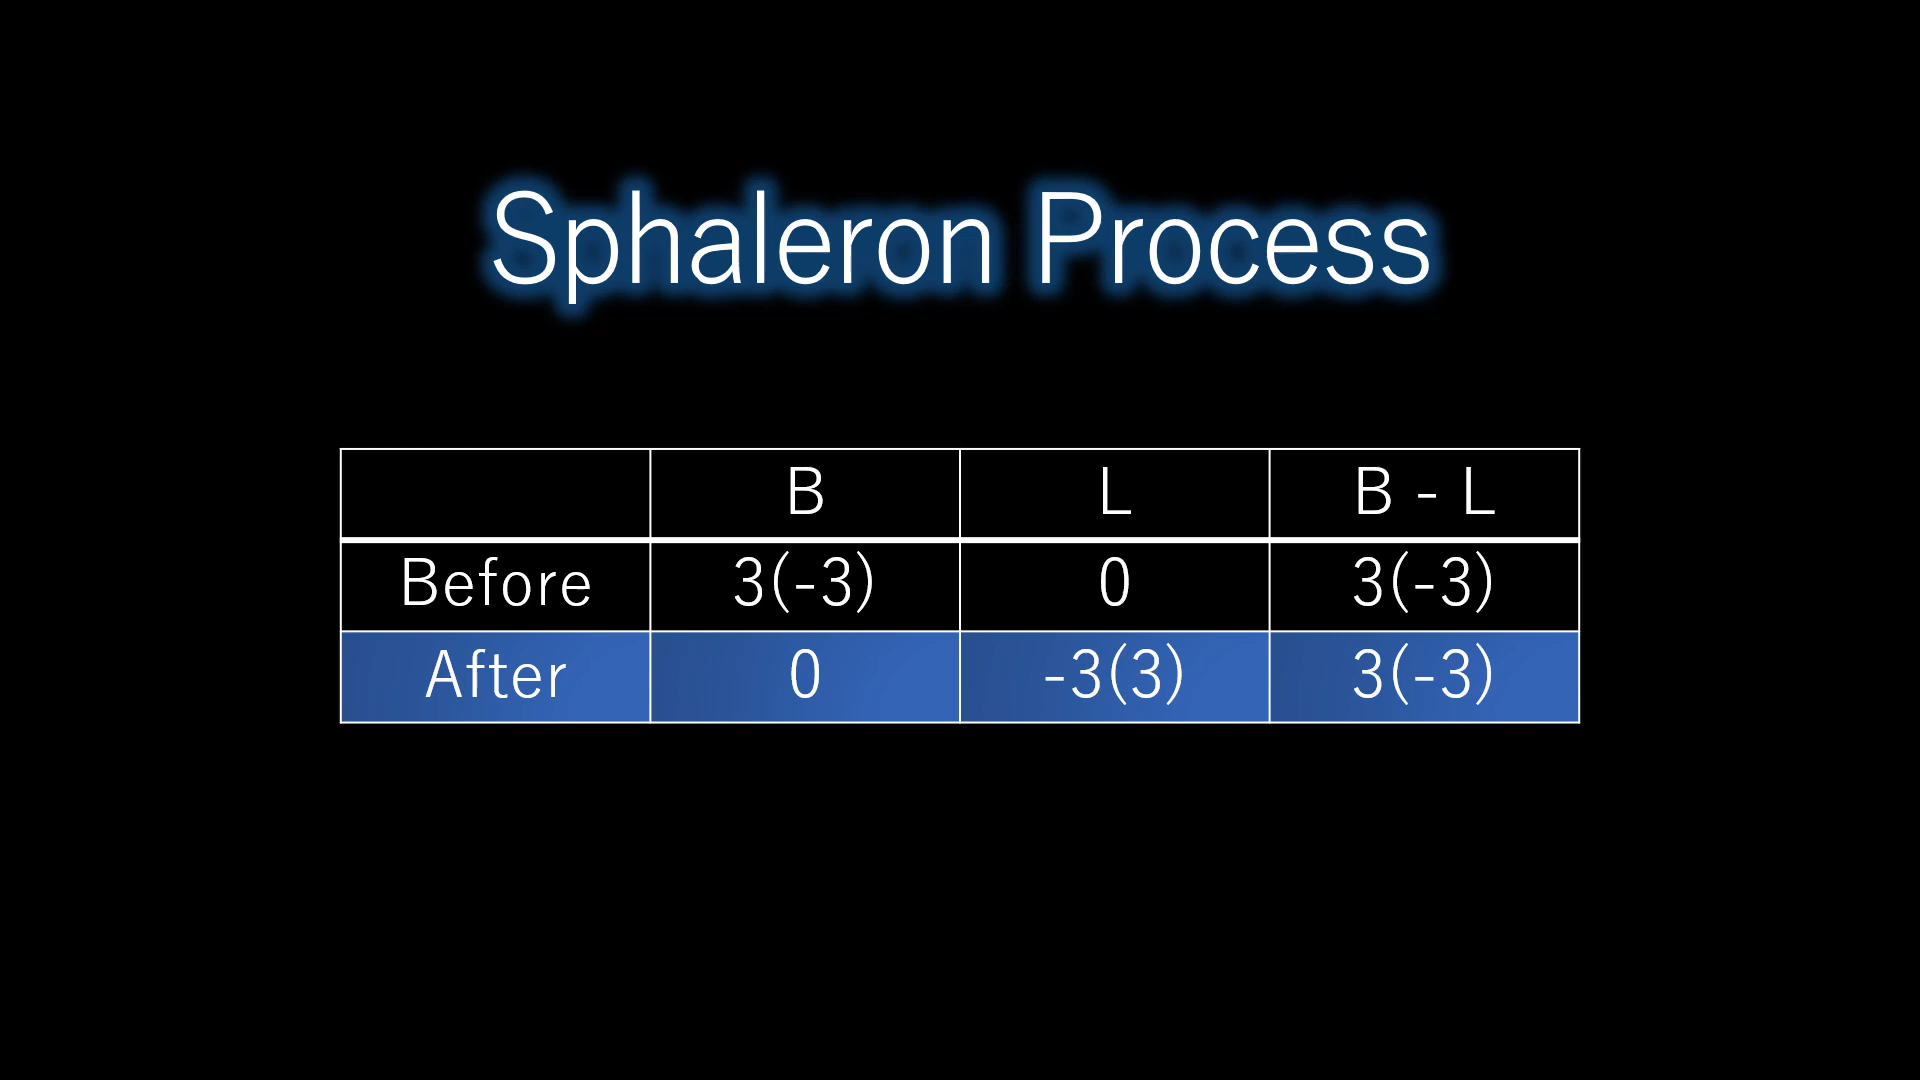 Sphaleron Process
B L B - L
Before 3(-3) 0 3(-3)
After 0 -3(3) 3(-3)